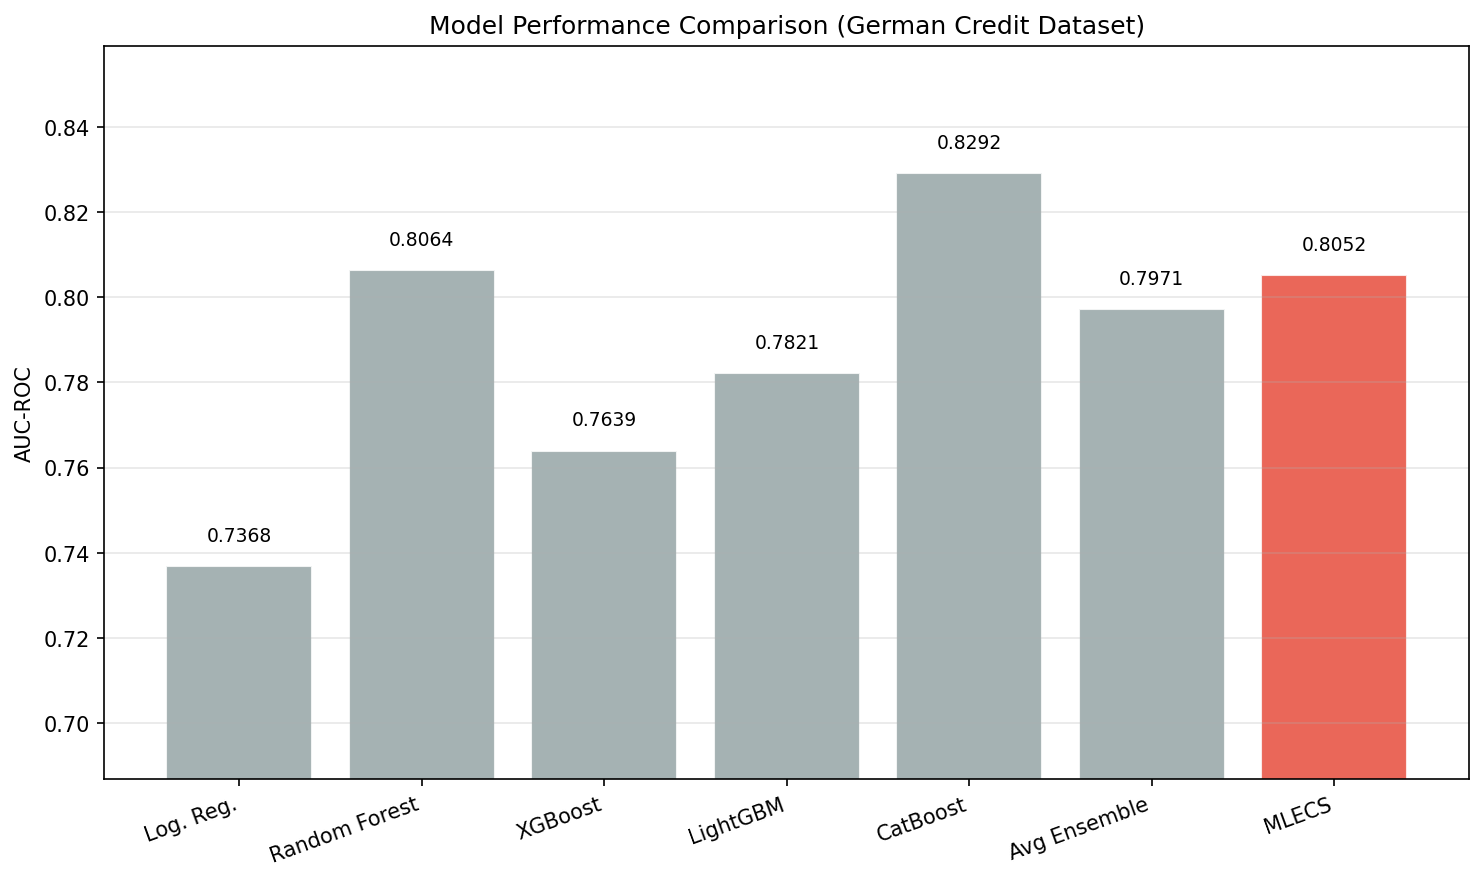 Model Performance Comparison (German Credit Dataset)
AUC-ROC
0.84
0.82
0.80
0.78
0.76
0.74
0.72
0.70
0.7368
0.8064
0.7639
0.7821
0.8292
0.7971
0.8052
Log. Reg.
Random Forest
XGBoost
LightGBM
CatBoost
Avg Ensemble
MLECS